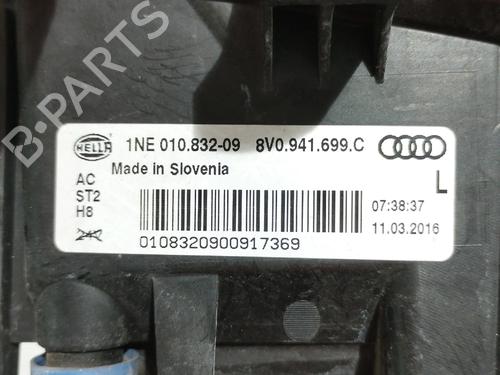 B-PARTS
HELLA 1NE 010.832-09 8V0.941.699.C
Made in Slovenia
AC
ST2
H8
24V
L
07:38:37
11.03.2016
0108320900917369